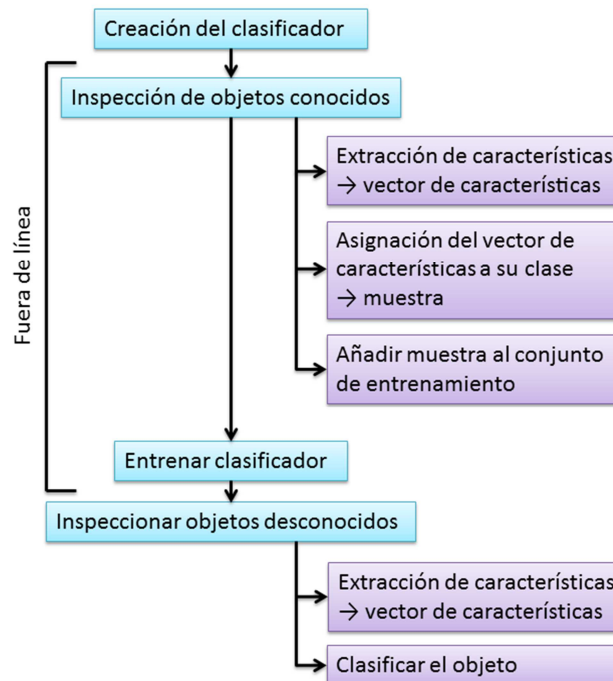 Creación del clasificador
Inspección de objetos conocidos
Fuera de línea
Extracción de características
→ vector de características
Asignación del vector de
características a su clase
→ muestra
Añadir muestra al conjunto
de entrenamiento
Entrenar clasificador
Inspeccionar objetos desconocidos
Extracción de características
→ vector de características
Clasificar el objeto